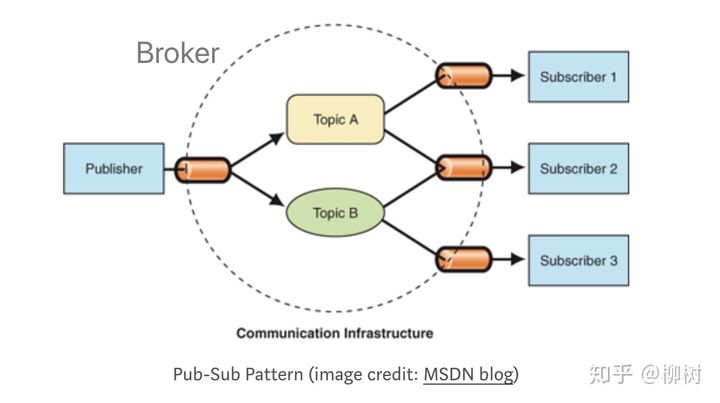 Broker
Subscriber 1
Topic A
Publisher
Subscriber 2
Topic B
Subscriber 3
Communication Infrastructure
Pub-Sub Pattern (image credit: MSDN blog)
知乎 @柳树